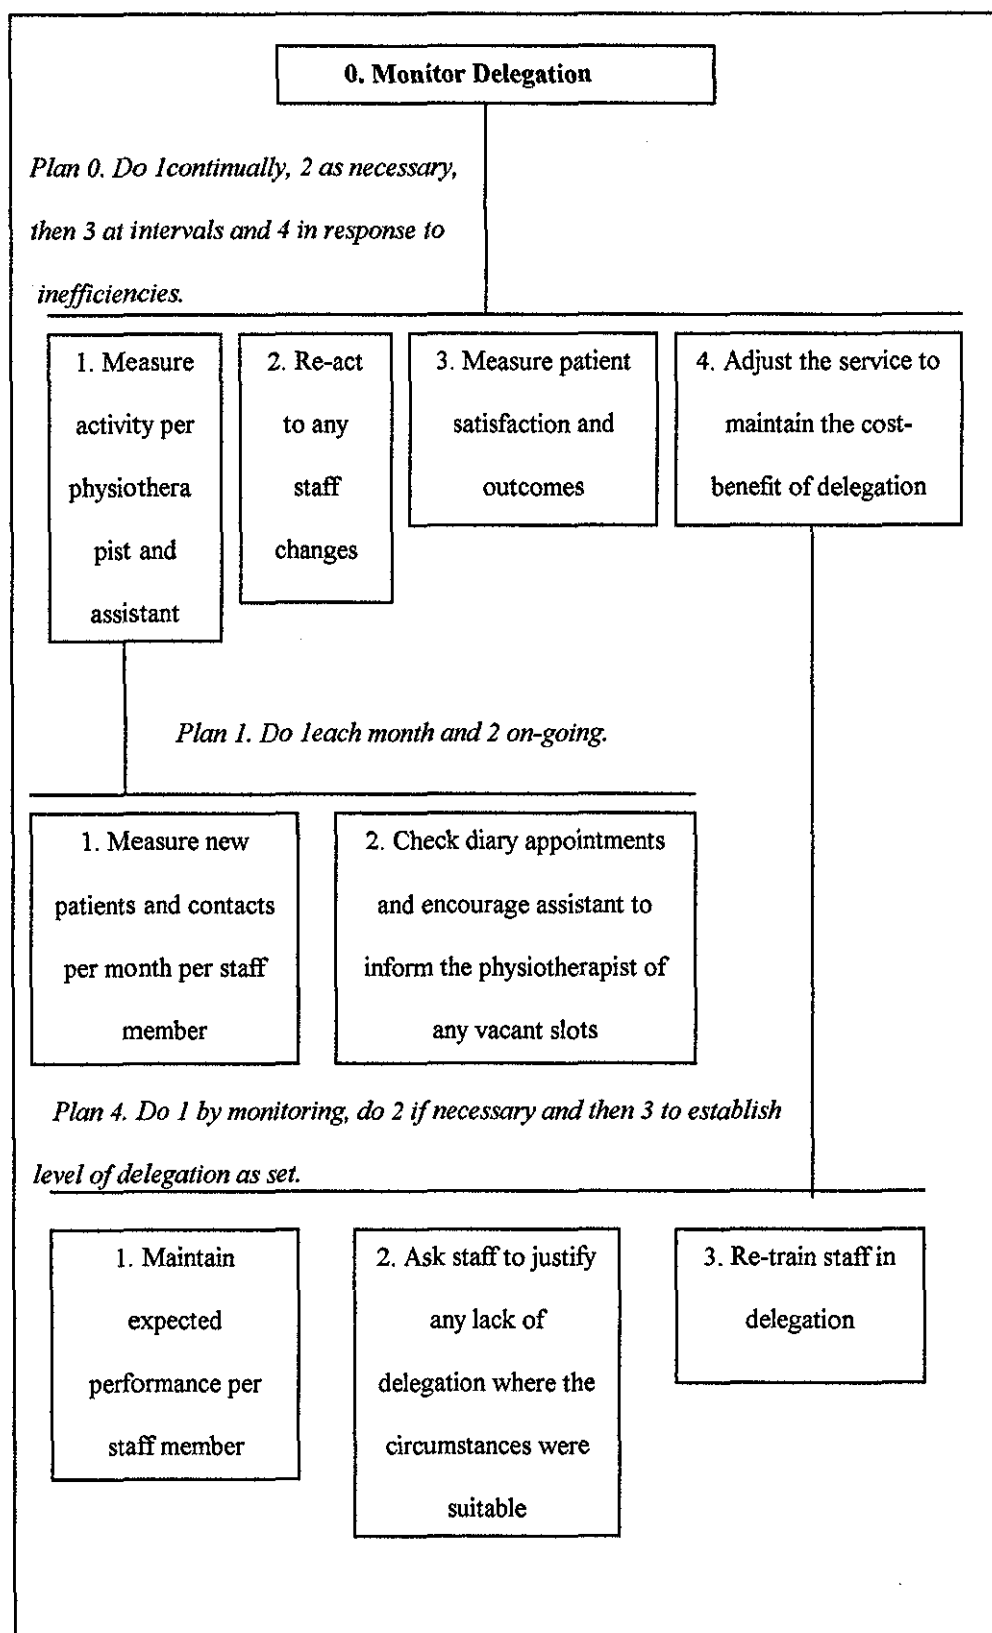 0. Monitor Delegation
Plan 0. Do 1continually, 2 as necessary,
then 3 at intervals and 4 in response to
inefficiencies.
1. Measure
activity per
physiothera
pist and
assistant
2. Re-act
to any
staff
changes
3. Measure patient
satisfaction and
outcomes
4. Adjust the service to
maintain the cost-
benefit of delegation
Plan 1. Do 1each month and 2 on-going.
1. Measure new
patients and contacts
per month per staff
member
2. Check diary appointments
and encourage assistant to
inform the physiotherapist of
any vacant slots
Plan 4. Do 1 by monitoring, do 2 if necessary and then 3 to establish
level of delegation as set.
1. Maintain
expected
performance per
staff member
2. Ask staff to justify
any lack of
delegation where the
circumstances were
suitable
3. Re-train staff in
delegation